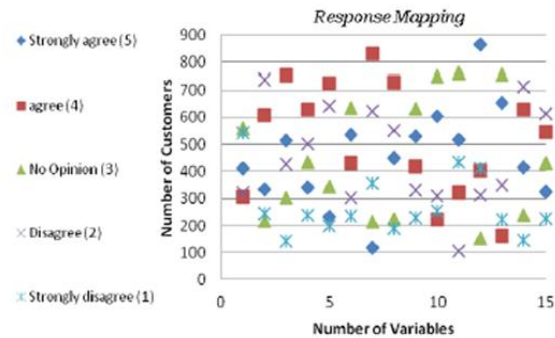 Response Mapping
Strongly agree (5)
agree (4)
No Opinion (3)
Disagree (2)
Strongly disagree (1)
Number of Customers
900
800
700
600
500
400
300
200
100
0
0 5 10 15
Number of Variables